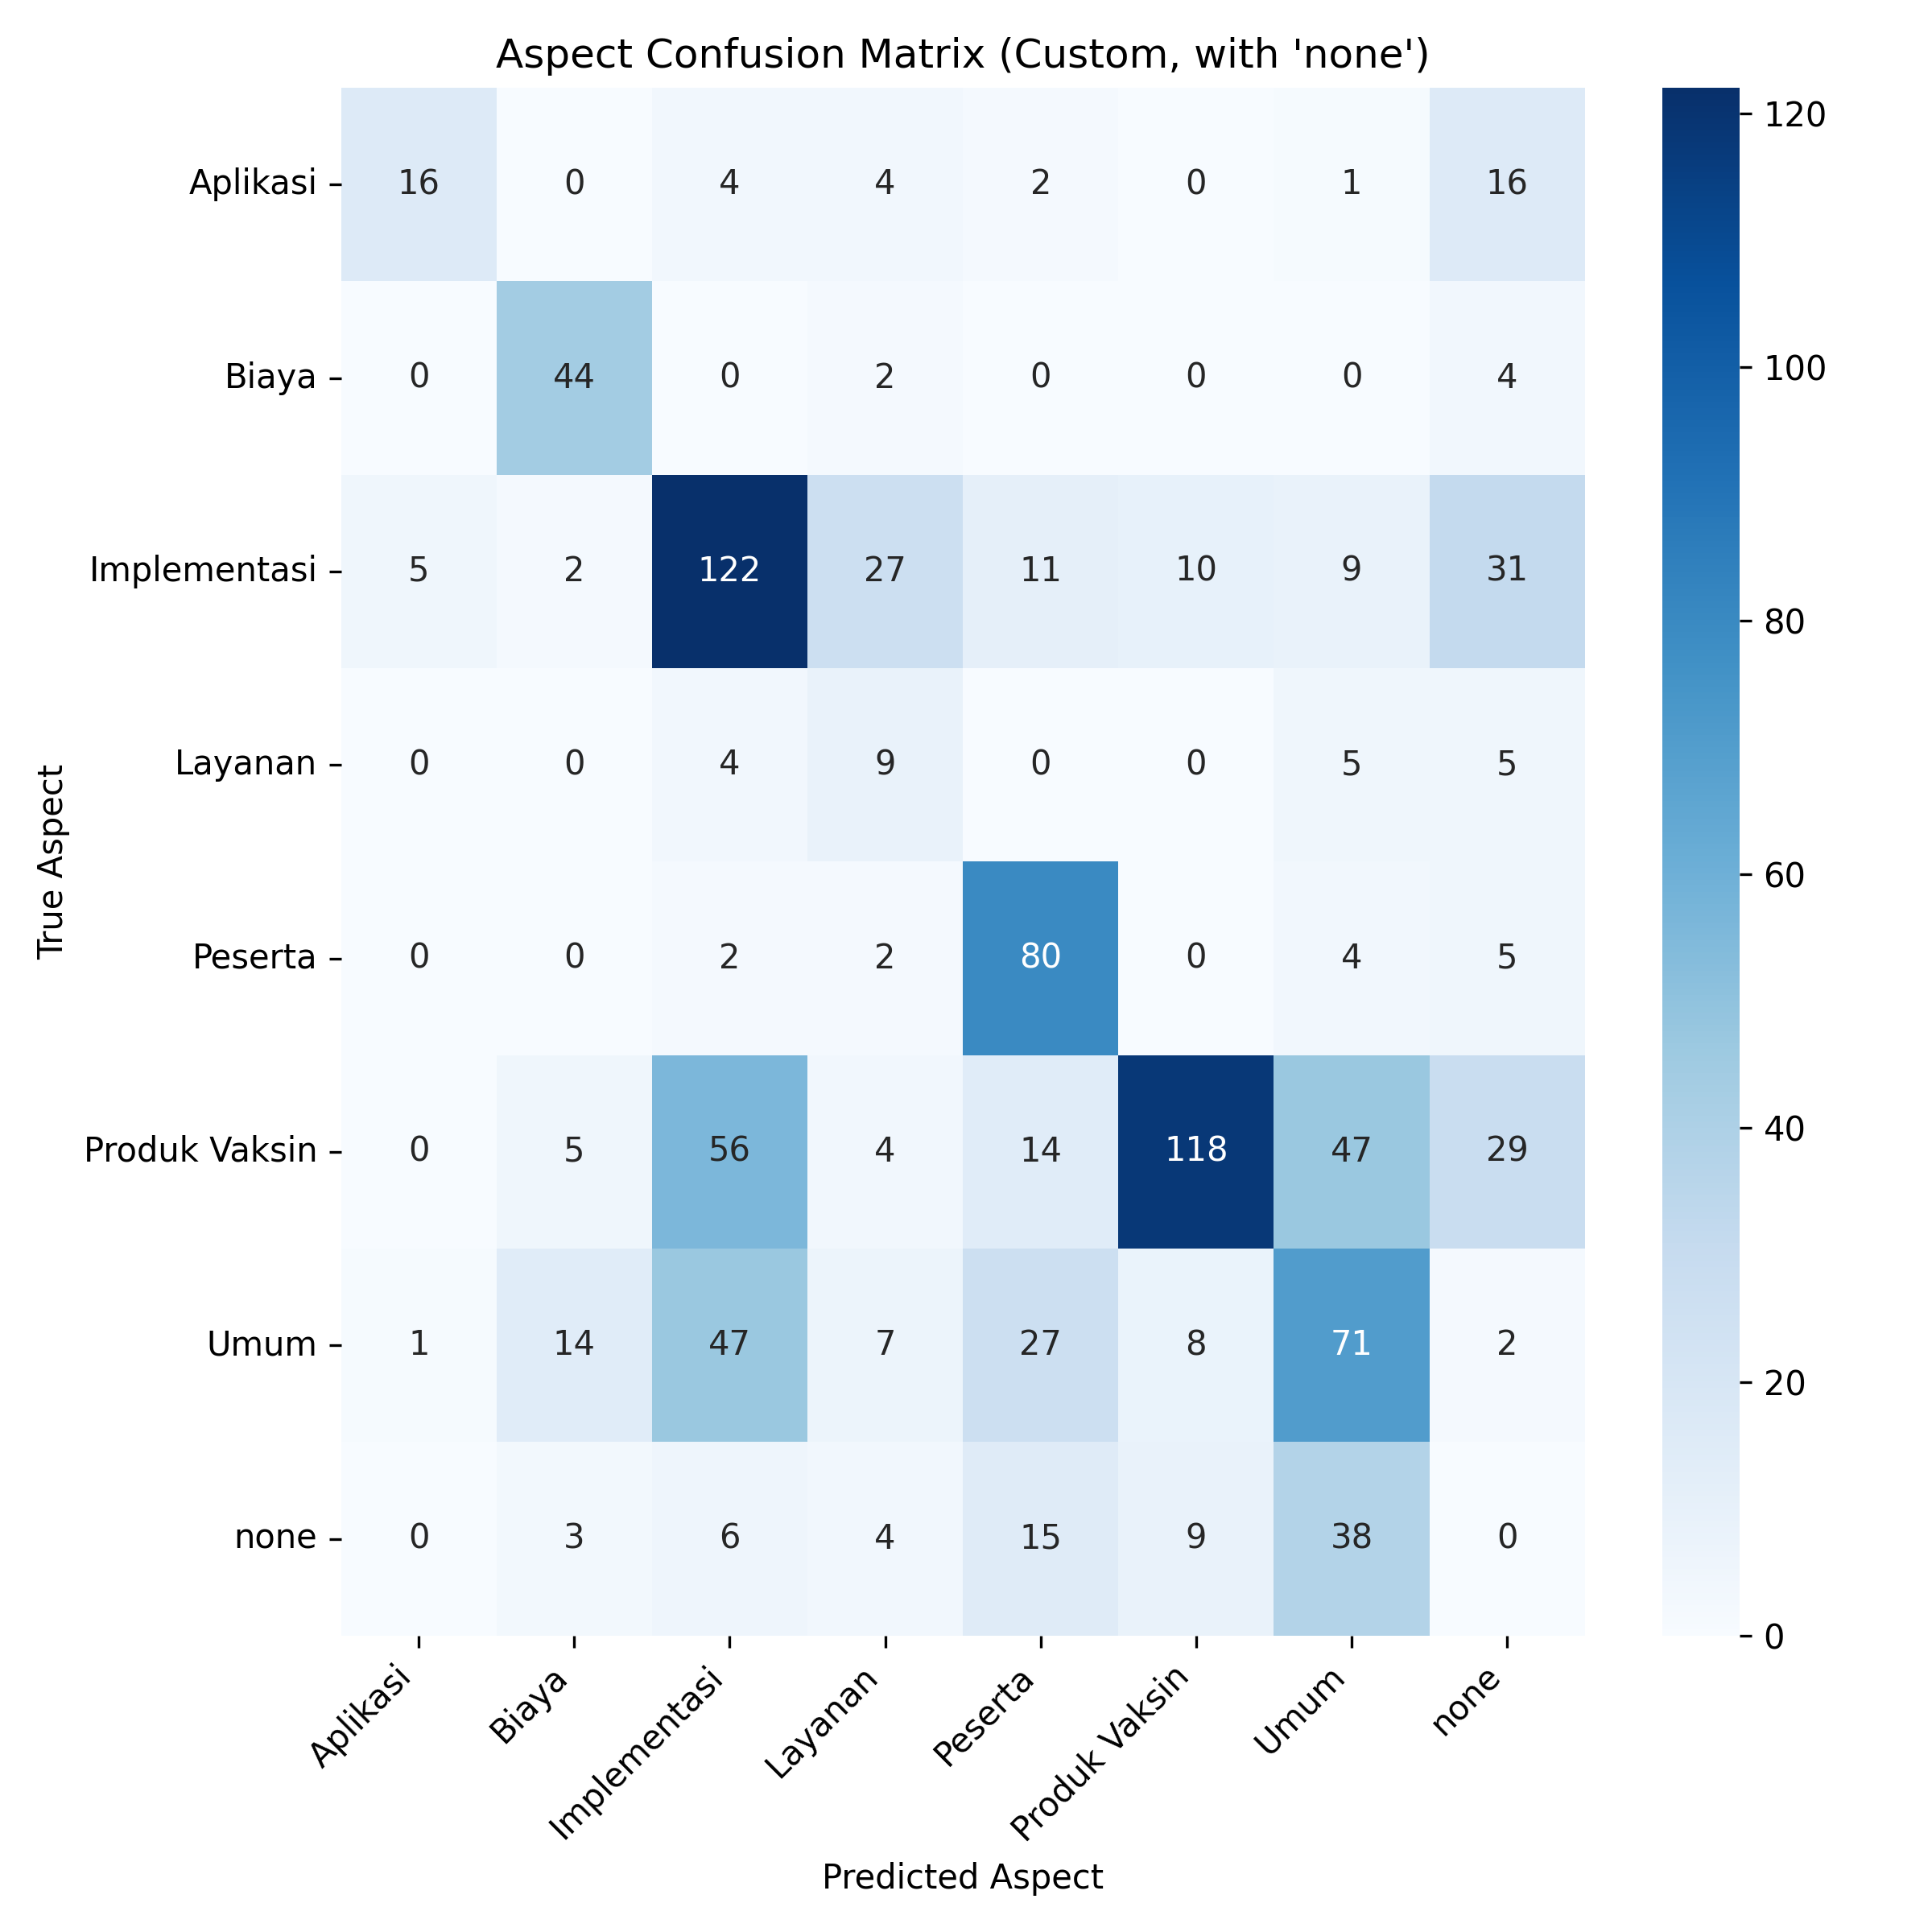 Aspect Confusion Matrix (Custom, with 'none')
True Aspect
Aplikasi 16 0 4 4 2 0 1 16
Biaya 0 44 0 2 0 0 0 4
Implementasi 5 2 122 27 11 10 9 31
Layanan 0 0 4 9 0 0 5 5
Peserta 0 0 2 2 80 0 4 5
Produk Vaksin 0 5 56 4 14 118 47 29
Umum 1 14 47 7 27 8 71 2
none 0 3 6 4 15 9 38 0
Aplikasi Biaya Implementasi Layanan Peserta Produk Vaksin Umum none
Predicted Aspect
120
100
80
60
40
20
0